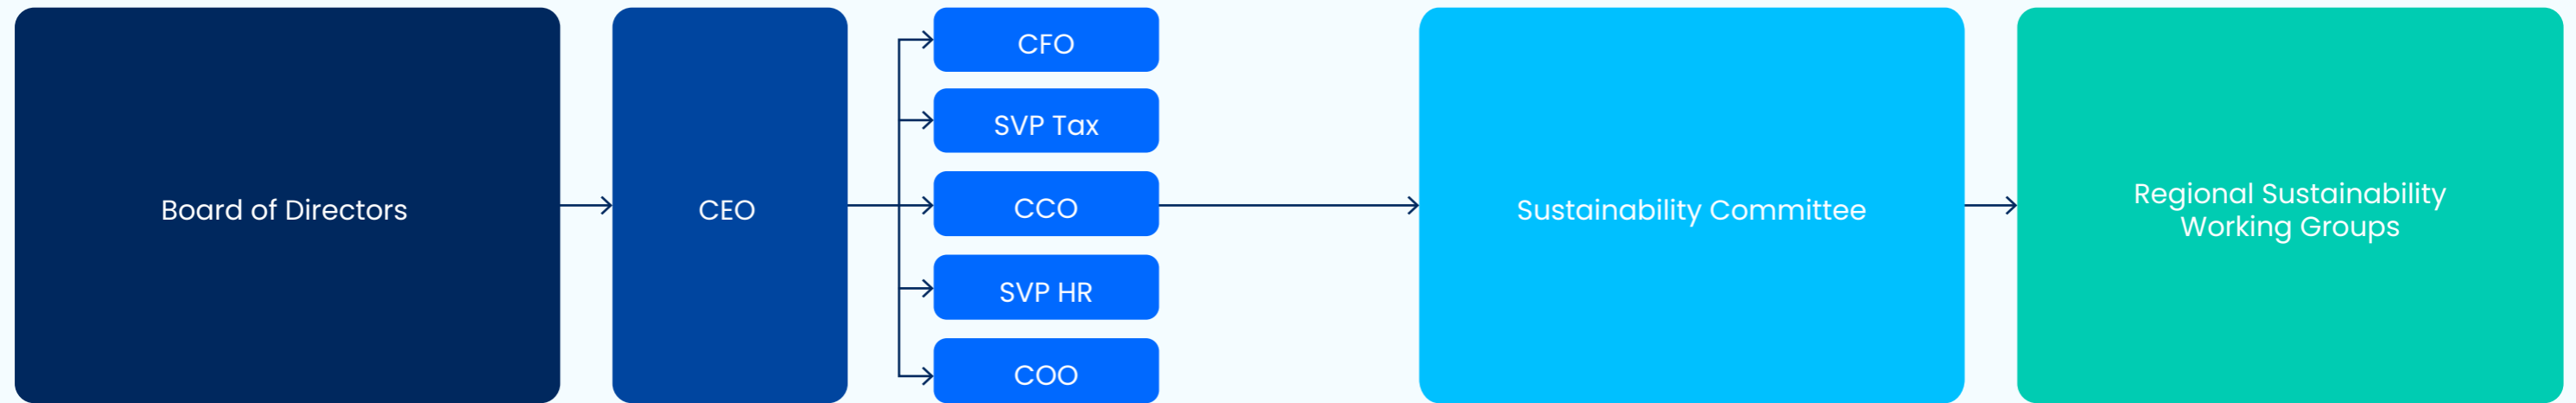 Board of Directors
CEO
CFO
SVP Tax
CCO
SVP HR
COO
Sustainability Committee
Regional Sustainability
Working Groups